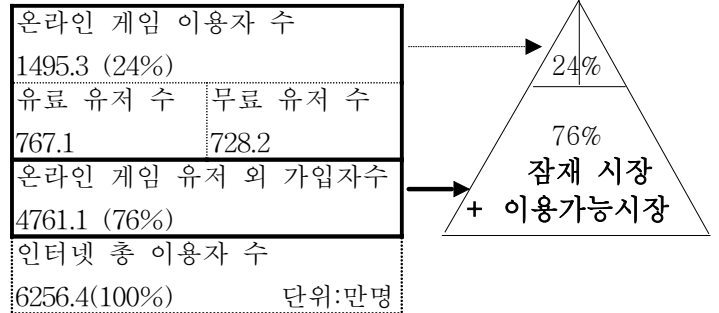 온라인 게임 이용자 수
1495.3 (24%)
유료 유저 수 무료 유저 수
767.1 728.2
온라인 게임 유저 외 가입자수
4761.1 (76%)
인터넷 총 이용자 수
6256.4(100%) 단위:만명
24%
76%
잠재 시장
+ 이용가능시장